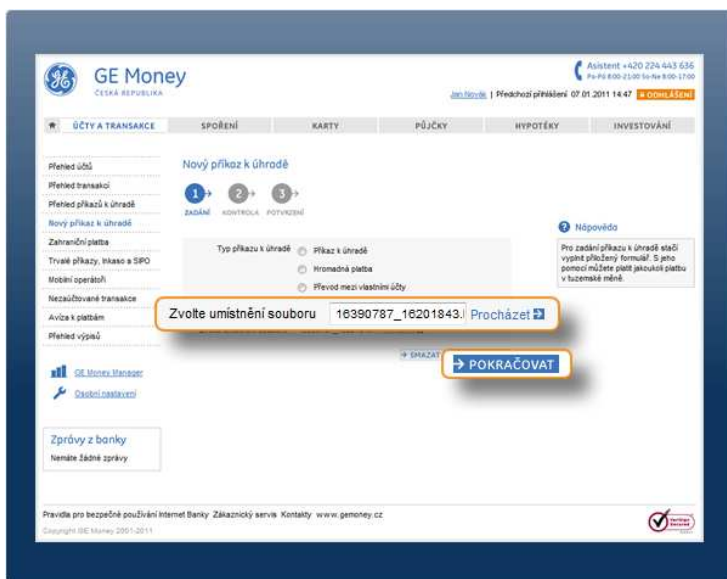 GE Money
ČESKÁ REPUBLIKA
Asistent +420 224 443 636
Po-Pá 8:00-21:00 So-Ne 8:00-17:00
Jan Novák | Předchozí přihlášení 07.01.2011 14.47 ODHLÁŠENÍ
ÚČTY A TRANSAKCE SPOŘENÍ KARTY PŮJČKY HYPOTÉKY INVESTOVÁNÍ
Přehled účtů
Přehled transakcí
Přehled příkazů k úhradě
Nový příkaz k úhradě
Zahraniční platba
Trvalé příkazy, Inkaso a SIPO
Mobilní operátoři
Nezaúčtované transakce
Avíza k platbám
Přehled výpisů
GE Money Manager
Osobní nastavení
Zprávy z banky
Nemáte žádné zprávy
Nový příkaz k úhradě
1 2 3
ZADÁNÍ KONTROLA POTVRZENÍ
Typ příkazu k úhradě Příkaz k úhradě
Hromadná platba
Převod mezi vlastními účty
Zvolte umístnění souboru 16390787_16201843. Procházet
SMAZAT
POKRAČOVAT
Nápověda
Pro zadání příkazu k úhradě stačí
vyplnit přiložený formulář. S jeho
pomocí můžete platit jakoukoli platbu
v tuzemské měně.
Pravidla pro bezpečné používání Internet Banky Zákaznický servis Kontakty www.gemoney.cz
Copyright GE Money 2001-2011